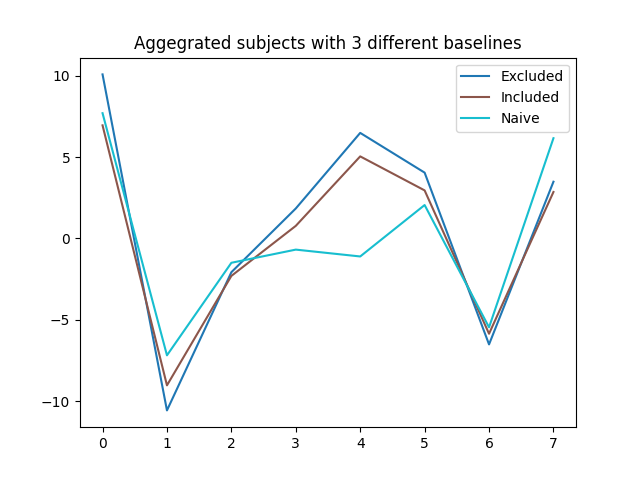 Aggegrated subjects with 3 different baselines
Excluded
Included
Naive
10
5
0
−5
−10
0 1 2 3 4 5 6 7